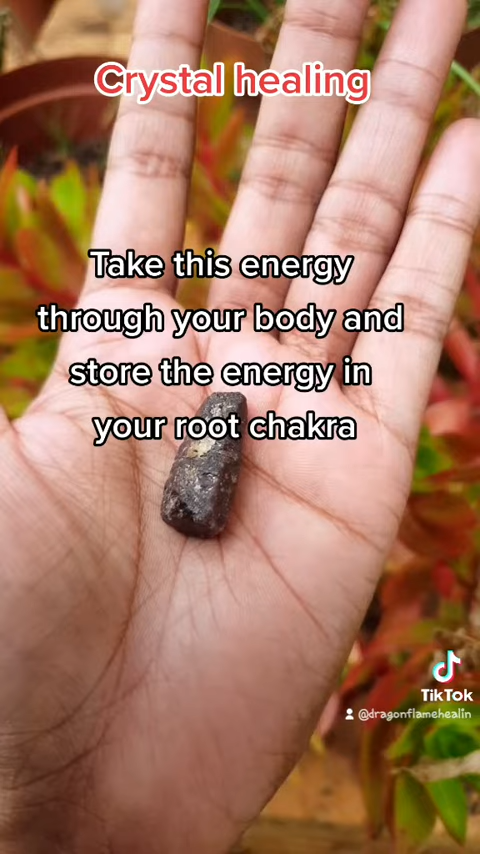 Crystal healing
Take this energy
through your body and
store the energy in
your root chakra
TikTok
@dragonflamehealin